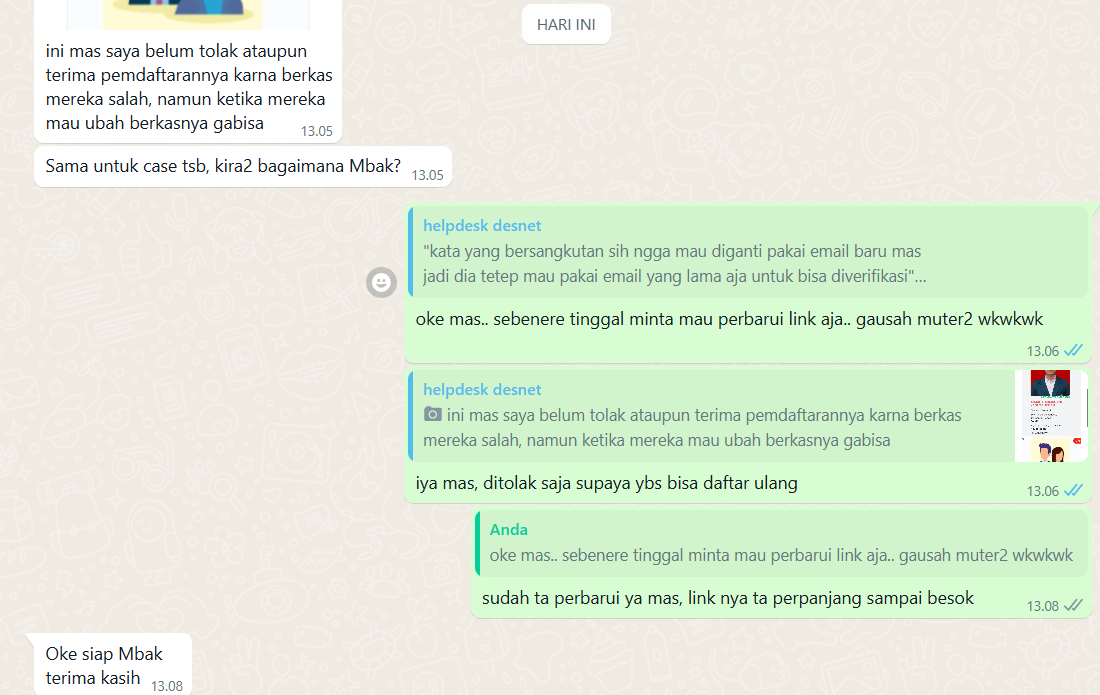 HARI INI
ini mas saya belum tolak ataupun
terima pemdaftarannya karna berkas
mereka salah, namun ketika mereka
mau ubah berkasnya gabisa
13.05
Sama untuk case tsb, kira2 bagaimana Mbak?
13.05
helpdesk desnet
"kata yang bersangkutan sih ngga mau diganti pakai email baru mas
jadi dia tetep mau pakai email yang lama aja untuk bisa diverifikasi"...
oke mas.. sebenere tinggal minta mau perbarui link aja.. gausah muter2 wkwkwk
13.06
helpdesk desnet
ini mas saya belum tolak ataupun terima pemdaftarannya karna berkas
mereka salah, namun ketika mereka mau ubah berkasnya gabisa
iya mas, ditolak saja supaya ybs bisa daftar ulang
13.06
Anda
oke mas.. sebenere tinggal minta mau perbarui link aja.. gausah muter2 wkwkwk
sudah ta perbarui ya mas, link nya ta perpanjang sampai besok
13.08
Oke siap Mbak
terima kasih
13.08